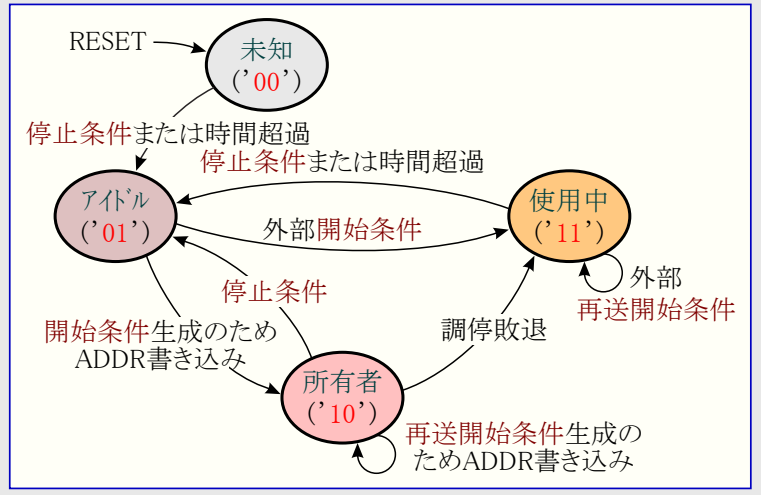 RESET
未知
('00')
停止条件または時間超過
停止条件または時間超過
ｱｲﾄﾞﾙ
('01')
使用中
('11')
外部開始条件
外部
再送開始条件
停止条件
開始条件生成のため
ADDR書き込み
調停敗退
所有者
('10')
再送開始条件生成の
ためADDR書き込み